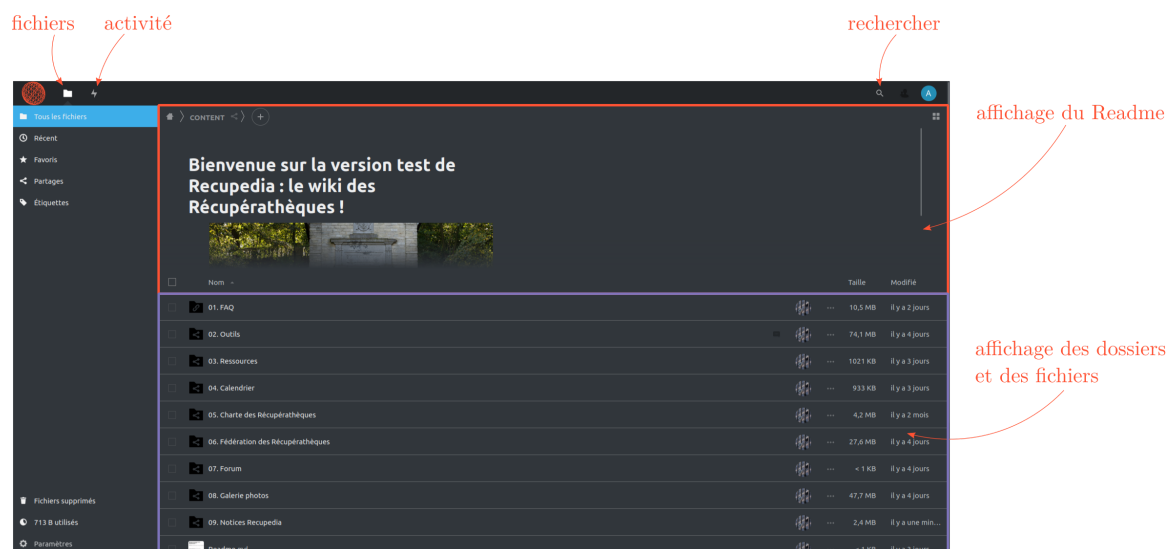 fichiers
activité
rechercher
A
affichage du Readme
Tous les fichiers
Récent
Favoris
Partages
Étiquettes
CONTENT
Bienvenue sur la version test de
Recupedia : le wiki des
Récupérathèques !
Nom Taille Modifié
01. FAQ 10,5 MB il y a 2 jours
02. Outils 74,1 MB il y a 4 jours
03. Ressources 1021 KB il y a 3 jours
04. Calendrier 933 KB il y a 3 jours
05. Charte des Récupérathèques 4,2 MB il y a 2 mois
06. Fédération des Récupérathèques 27,6 MB il y a 4 jours
07. Forum < 1 KB il y a 4 jours
08. Galerie photos 47,7 MB il y a 4 jours
09. Notices Recupedia 2,4 MB il y a une min...
affichage des dossiers
et des fichiers
Fichiers supprimés
713 B utilisés
Paramètres